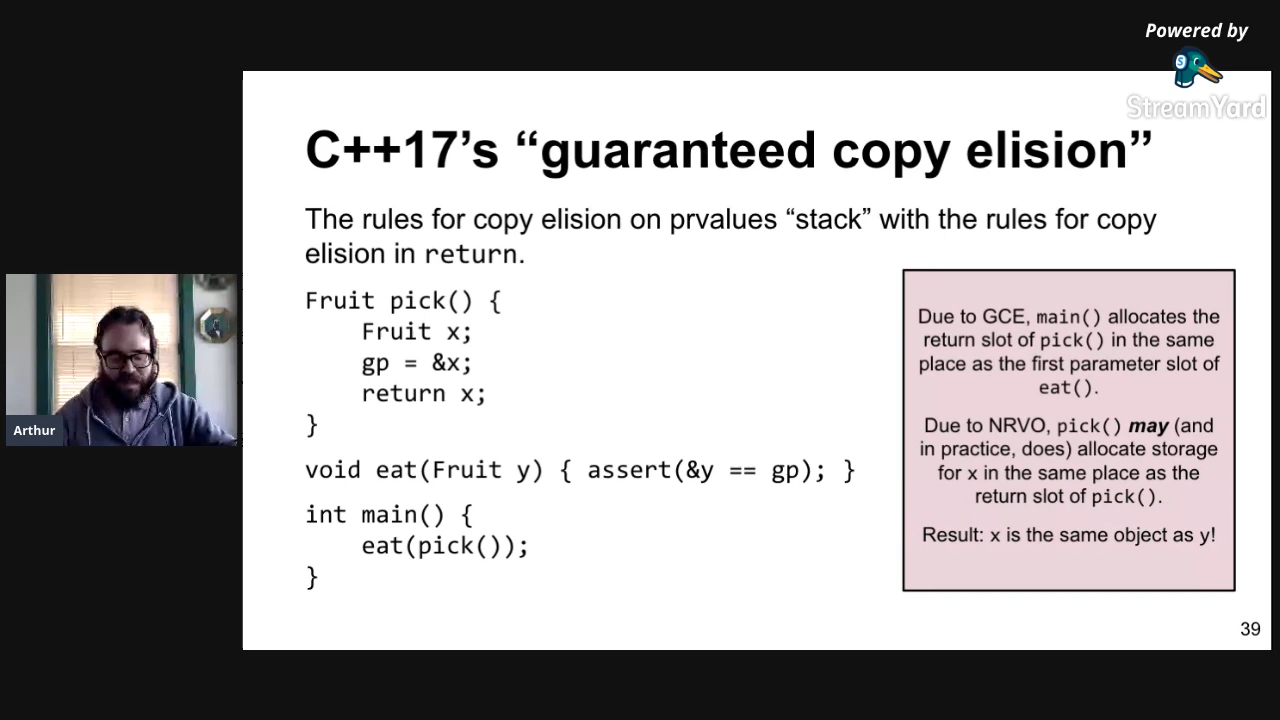 Powered by
StreamYard
C++17’s “guaranteed copy elision”
The rules for copy elision on prvalues “stack” with the rules for copy
elision in return.
Fruit pick() {
    Fruit x;
    gp = &x;
    return x;
}
void eat(Fruit y) { assert(&y == gp); }
int main() {
    eat(pick());
}
Due to GCE, main() allocates the
return slot of pick() in the same
place as the first parameter slot of
eat().
Due to NRVO, pick() may (and
in practice, does) allocate storage
for x in the same place as the
return slot of pick().
Result: x is the same object as y!
39
Arthur